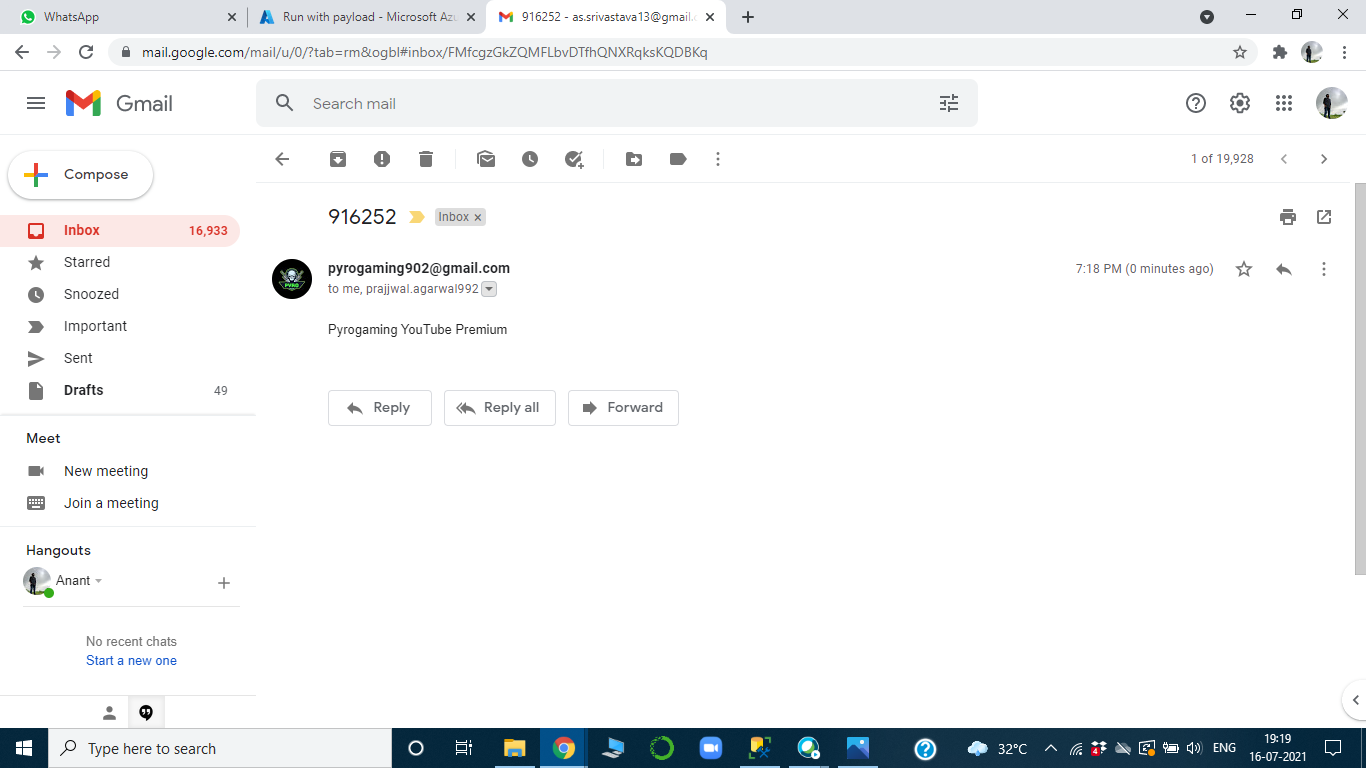 WhatsApp
Run with payload - Microsoft Azu
916252 - as.srivastava13@gmail.c
mail.google.com/mail/u/0/?tab=rm&ogbl#inbox/FMfcgzGkZQMFLbvDTfhQNXRqksKQDBKq
Gmail
Search mail
Compose
1 of 19,928
Inbox 16,933
Starred
Snoozed
Important
Sent
Drafts 49
Meet
New meeting
Join a meeting
Hangouts
Anant
No recent chats
Start a new one
916252 Inbox x
PYRO
pyrogaming902@gmail.com 7:18 PM (0 minutes ago)
to me, prajjwal.agarwal992
Pyrogaming YouTube Premium
Reply Reply all Forward
Type here to search
32°C
ENG
19:19
16-07-2021